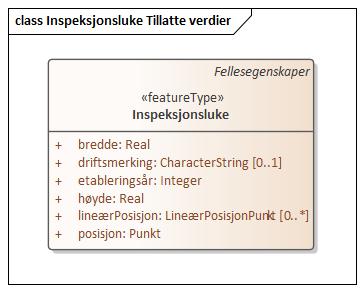 class Inspeksjonsluke Tillatte verdier
Fellesegenskaper
«featureType»
Inspeksjonsluke
+ bredde: Real
+ driftsmerking: CharacterString [0..1]
+ etableringsår: Integer
+ høyde: Real
+ lineærPosisjon: LineærPosisjonPunkt [0..*]
+ posisjon: Punkt